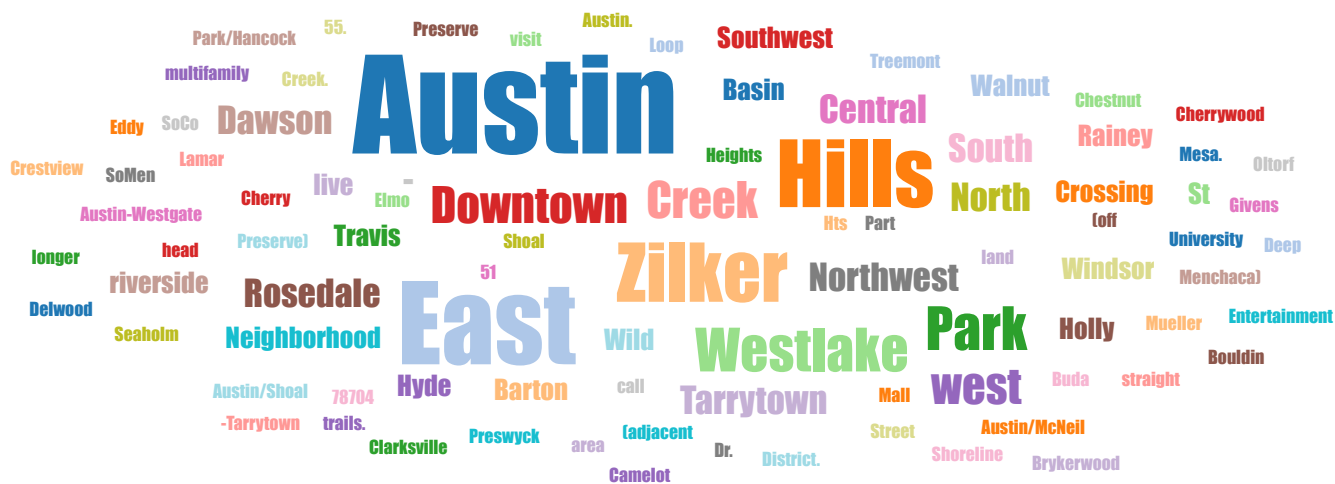 Park/Hancock 55. Preserve visit Austin. Loop Southwest Treemont
multifamily Creek. Austin Basin Central Walnut Chestnut Cherrywood
Eddy SoCo Dawson Heights Hills South Rainey Mesa. Oltorf
Crestview SoMen Lamar live - Elmo Downtown Creek North Crossing St Givens
Austin-Westgate Cherry Hts Part (off
longer head Preserve) Travis Shoal land University Deep
riverside Rosedale 51 East Zilker Northwest Windsor Menchaca)
Delwood Seaholm Neighborhood Wild Westlake Park Holly Mueller Entertainment
Bouldin
Austin/Shoal 78704 Hyde Barton call Tarrytown Mall west Buda straight
-Tarrytown trails. Clarksville Preswyck area (adjacent Dr. District. Street Austin/McNeil
Camelot Shoreline Brykerwood